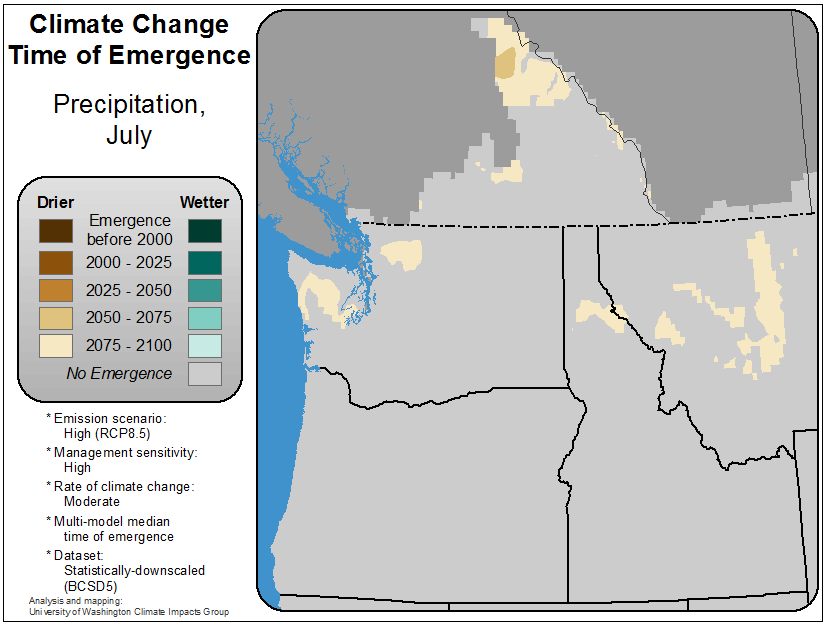 Climate Change
Time of Emergence
Precipitation,
July
Drier Wetter
Emergence
before 2000
2000 - 2025
2025 - 2050
2050 - 2075
2075 - 2100
No Emergence
* Emission scenario:
High (RCP8.5)
* Management sensitivity:
High
* Rate of climate change:
Moderate
* Multi-model median
time of emergence
* Dataset:
Statistically-downscaled
(BCSD5)
Analysis and mapping:
University of Washington Climate Impacts Group